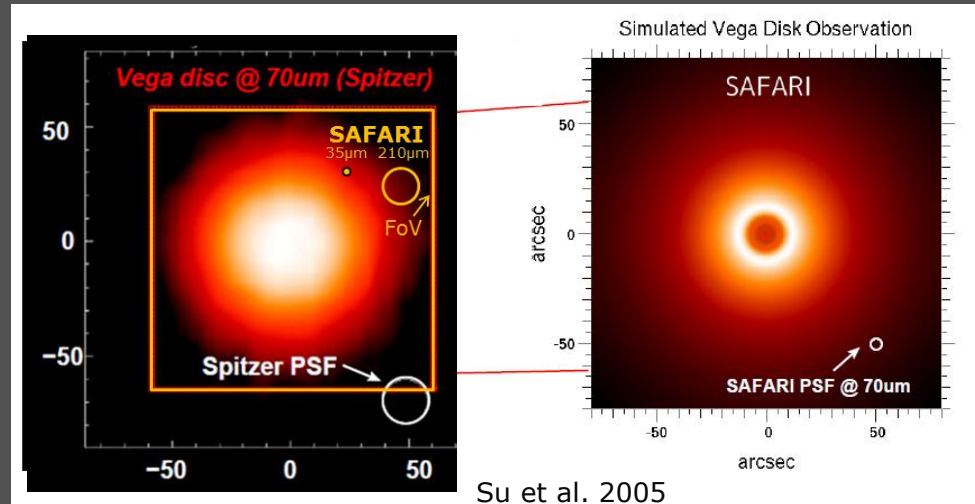 Vega disc @ 70um (Spitzer)
SAFARI
35µm 210µm
FoV
Spitzer PSF
50
0
−50
−50 0 50
Simulated Vega Disk Observation
SAFARI
SAFARI PSF @ 70um
arcsec
50
0
-50
-50 0 50
arcsec
Su et al. 2005